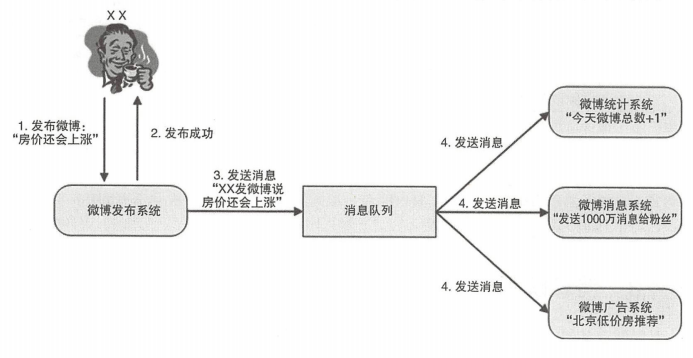 XX
1. 发布微博：
“房价还会上涨”
2. 发布成功
3. 发送消息
“XX发微博说
房价还会上涨”
微博发布系统
消息队列
4. 发送消息
4. 发送消息
4. 发送消息
微博统计系统
“今天微博总数+1”
微博消息系统
“发送1000万消息给粉丝”
微博广告系统
“北京低价房推荐”